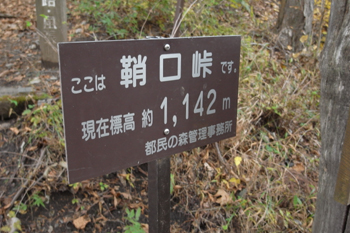 ここは 鞘口峠 です。
現在標高 約 1,142 m
都民の森管理事務所